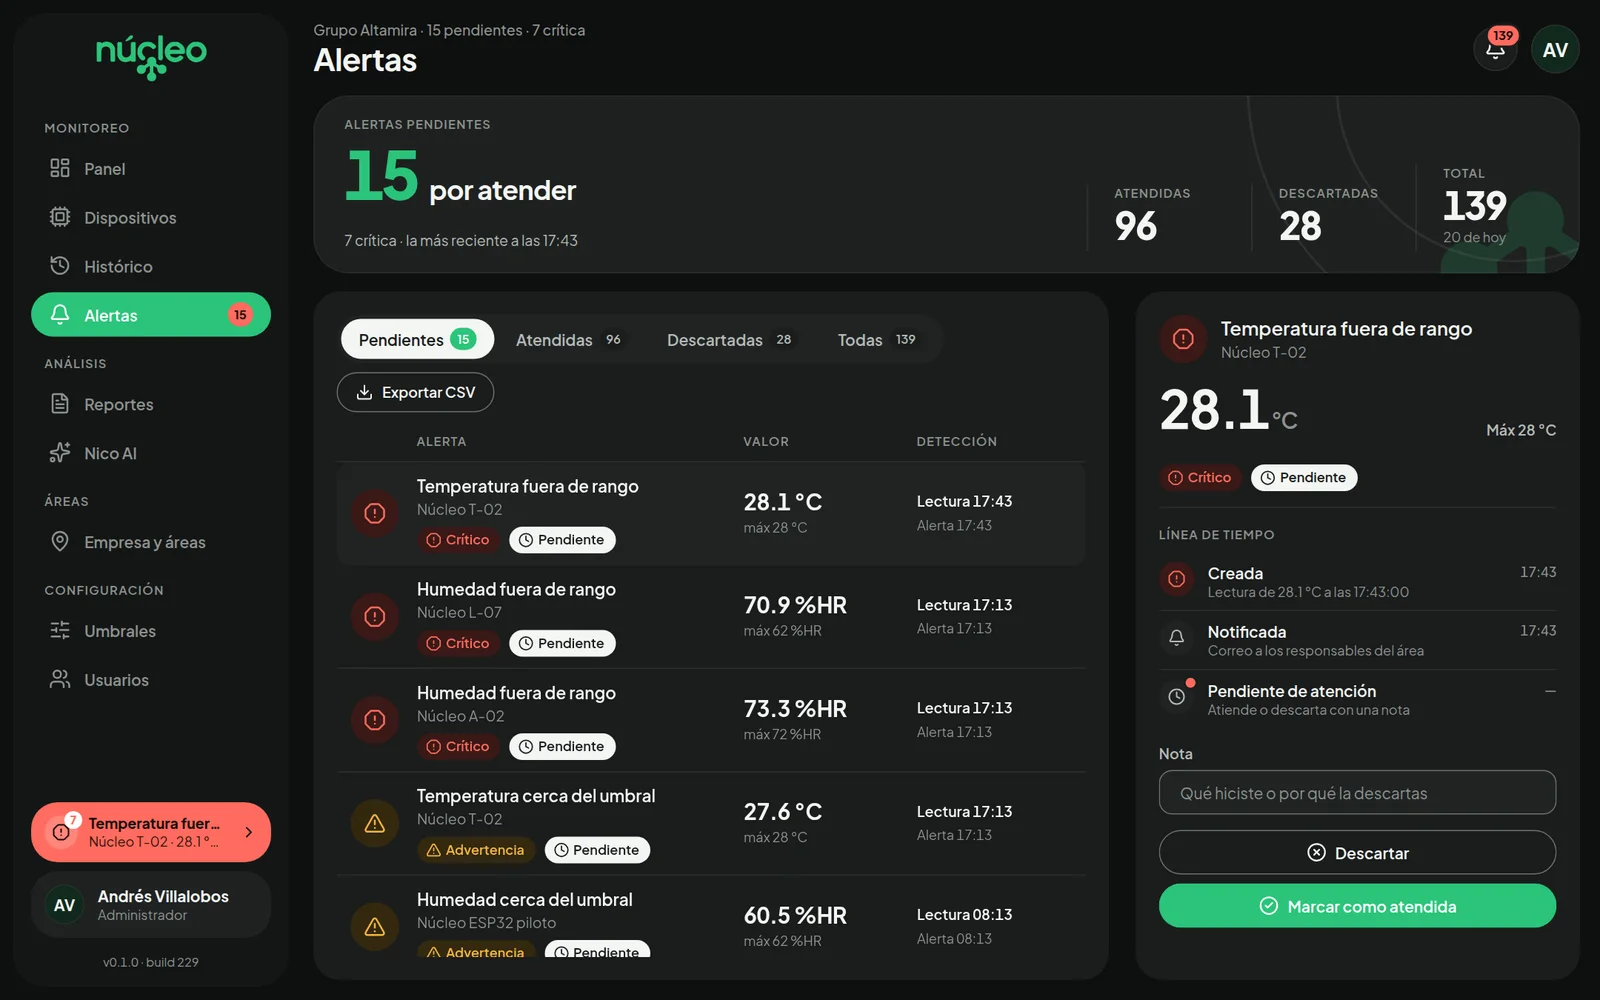 núcleo
MONITOREO
Panel
Dispositivos
Histórico
Alertas 15
ANÁLISIS
Reportes
Nico AI
ÁREAS
Empresa y áreas
CONFIGURACIÓN
Umbrales
Usuarios
7
Temperatura fuer...
Núcleo T-02 · 28.1 °...
AV
Andrés Villalobos
Administrador
v0.1.0 · build 229
Grupo Altamira · 15 pendientes · 7 crítica
Alertas
139
AV
ALERTAS PENDIENTES
15 por atender
7 crítica · la más reciente a las 17:43
ATENDIDAS
96
DESCARTADAS
28
TOTAL
139
20 de hoy
Pendientes 15
Atendidas 96
Descartadas 28
Todas 139
Exportar CSV
ALERTA VALOR DETECCIÓN
Temperatura fuera de rango
Núcleo T-02
Crítico Pendiente
28.1 °C
máx 28 °C
Lectura 17:43
Alerta 17:43
Humedad fuera de rango
Núcleo L-07
Crítico Pendiente
70.9 %HR
máx 62 %HR
Lectura 17:13
Alerta 17:13
Humedad fuera de rango
Núcleo A-02
Crítico Pendiente
73.3 %HR
máx 72 %HR
Lectura 17:13
Alerta 17:13
Temperatura cerca del umbral
Núcleo T-02
Advertencia Pendiente
27.6 °C
máx 28 °C
Lectura 17:13
Alerta 17:13
Humedad cerca del umbral
Núcleo ESP32 piloto
Advertencia Pendiente
60.5 %HR
máx 62 %HR
Lectura 08:13
Alerta 08:13
Temperatura fuera de rango
Núcleo T-02
28.1 °C
Máx 28 °C
Crítico Pendiente
LÍNEA DE TIEMPO
Creada 17:43
Lectura de 28.1 °C a las 17:43:00
Notificada 17:43
Correo a los responsables del área
Pendiente de atención —
Atiende o descarta con una nota
Nota
Qué hiciste o por qué la descartas
Descartar
Marcar como atendida